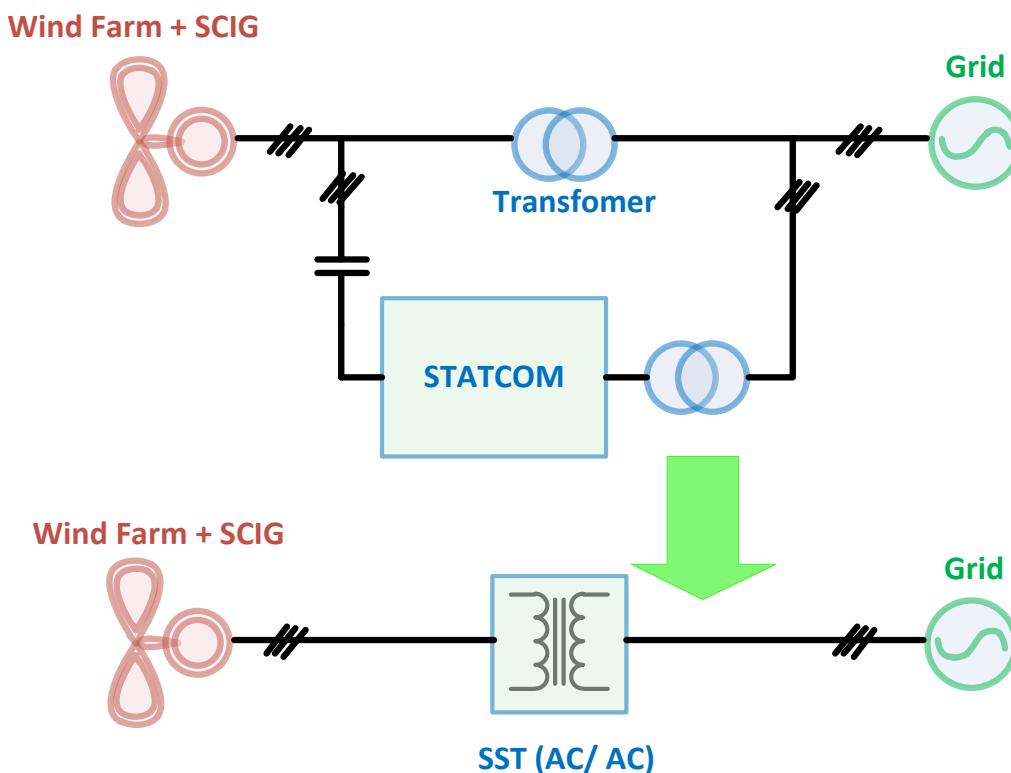 Wind Farm + SCIG
Grid
Transfomer
STATCOM
Wind Farm + SCIG
Grid
SST (AC/ AC)